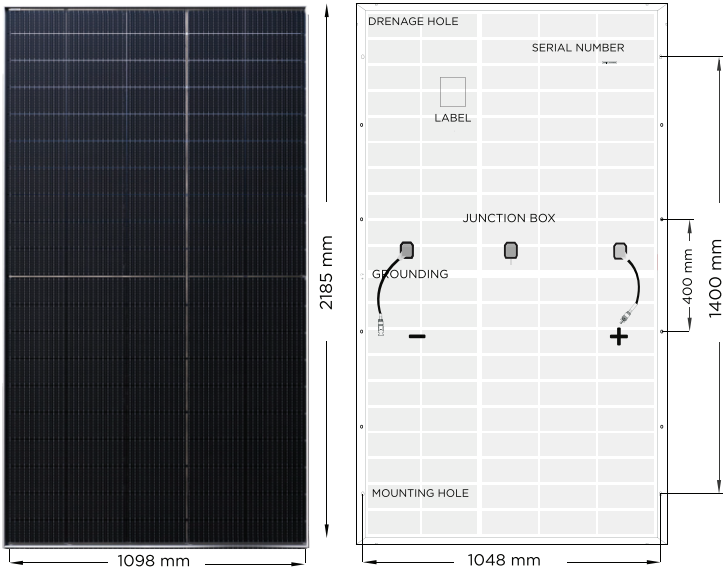 DRENAGE HOLE
SERIAL NUMBER
LABEL
JUNCTION BOX
GROUNDING
2185 mm
400 mm
1400 mm
− +
MOUNTING HOLE
1098 mm
1048 mm